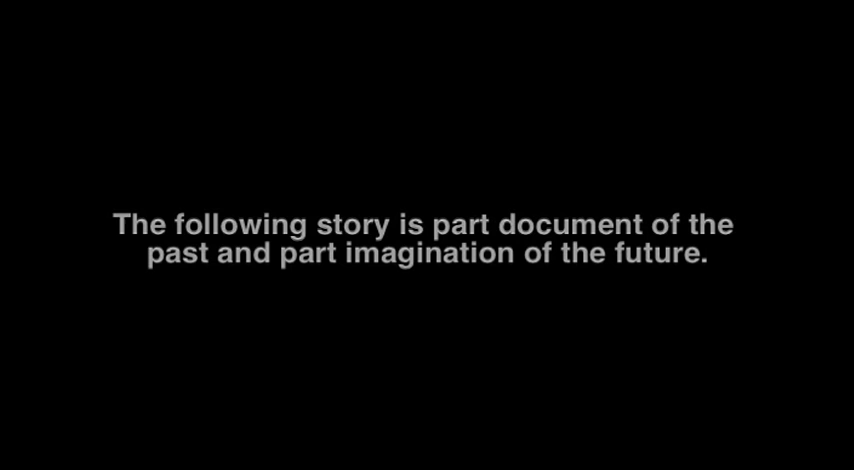 The following story is part document of the
past and part imagination of the future.